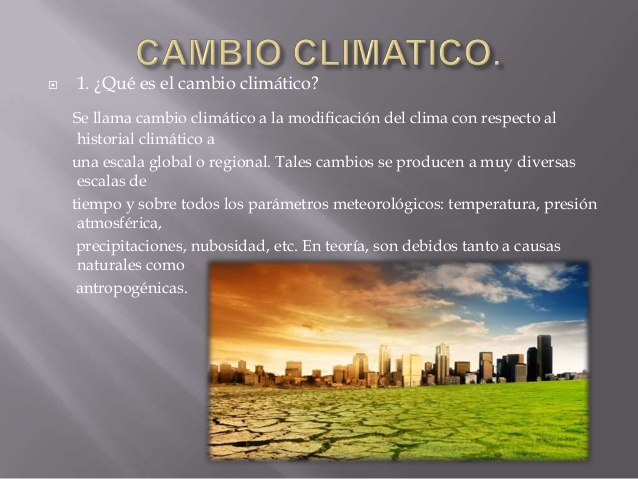 CAMBIO CLIMATICO.
1. ¿Qué es el cambio climático?
Se llama cambio climático a la modificación del clima con respecto al
historial climático a
una escala global o regional. Tales cambios se producen a muy diversas
escalas de
tiempo y sobre todos los parámetros meteorológicos: temperatura, presión
atmosférica,
precipitaciones, nubosidad, etc. En teoría, son debidos tanto a causas
naturales como
antropogénicas.